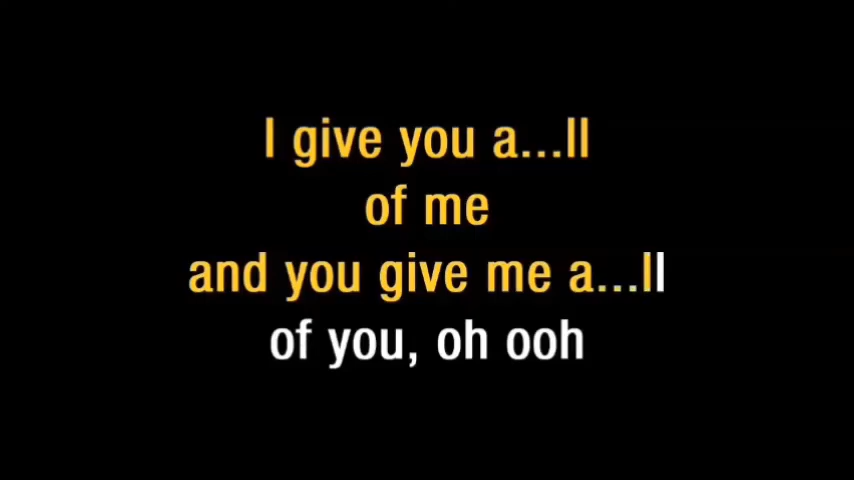 I give you a...ll
of me
and you give me a...ll
of you, oh ooh